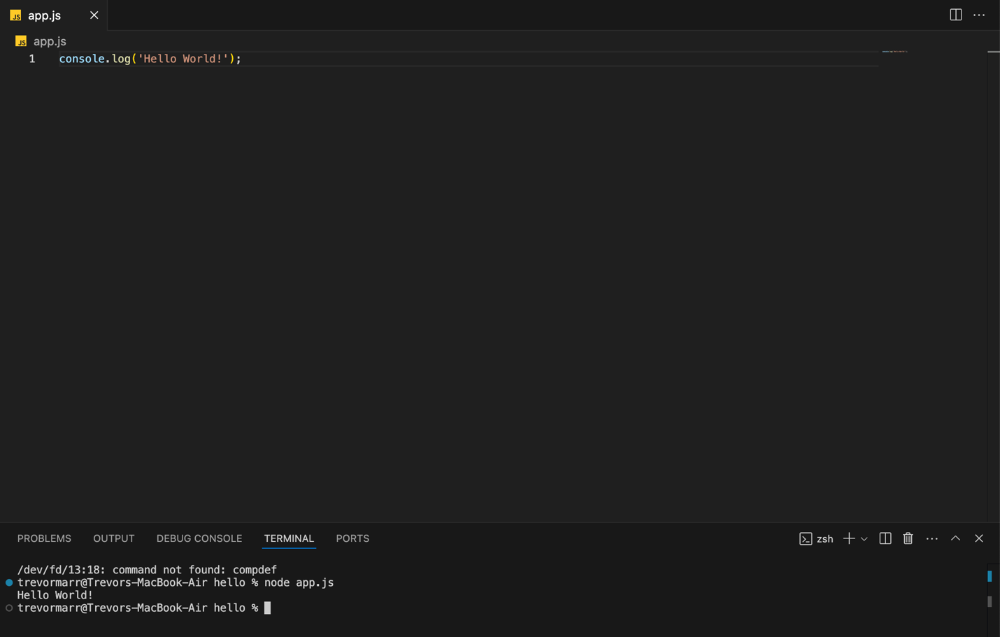 JS app.js
JS app.js
1 console.log('Hello World!');
PROBLEMS OUTPUT DEBUG CONSOLE TERMINAL PORTS zsh
/dev/fd/13:18: command not found: compdef
trevormarr@Trevors-MacBook-Air hello % node app.js
Hello World!
trevormarr@Trevors-MacBook-Air hello %